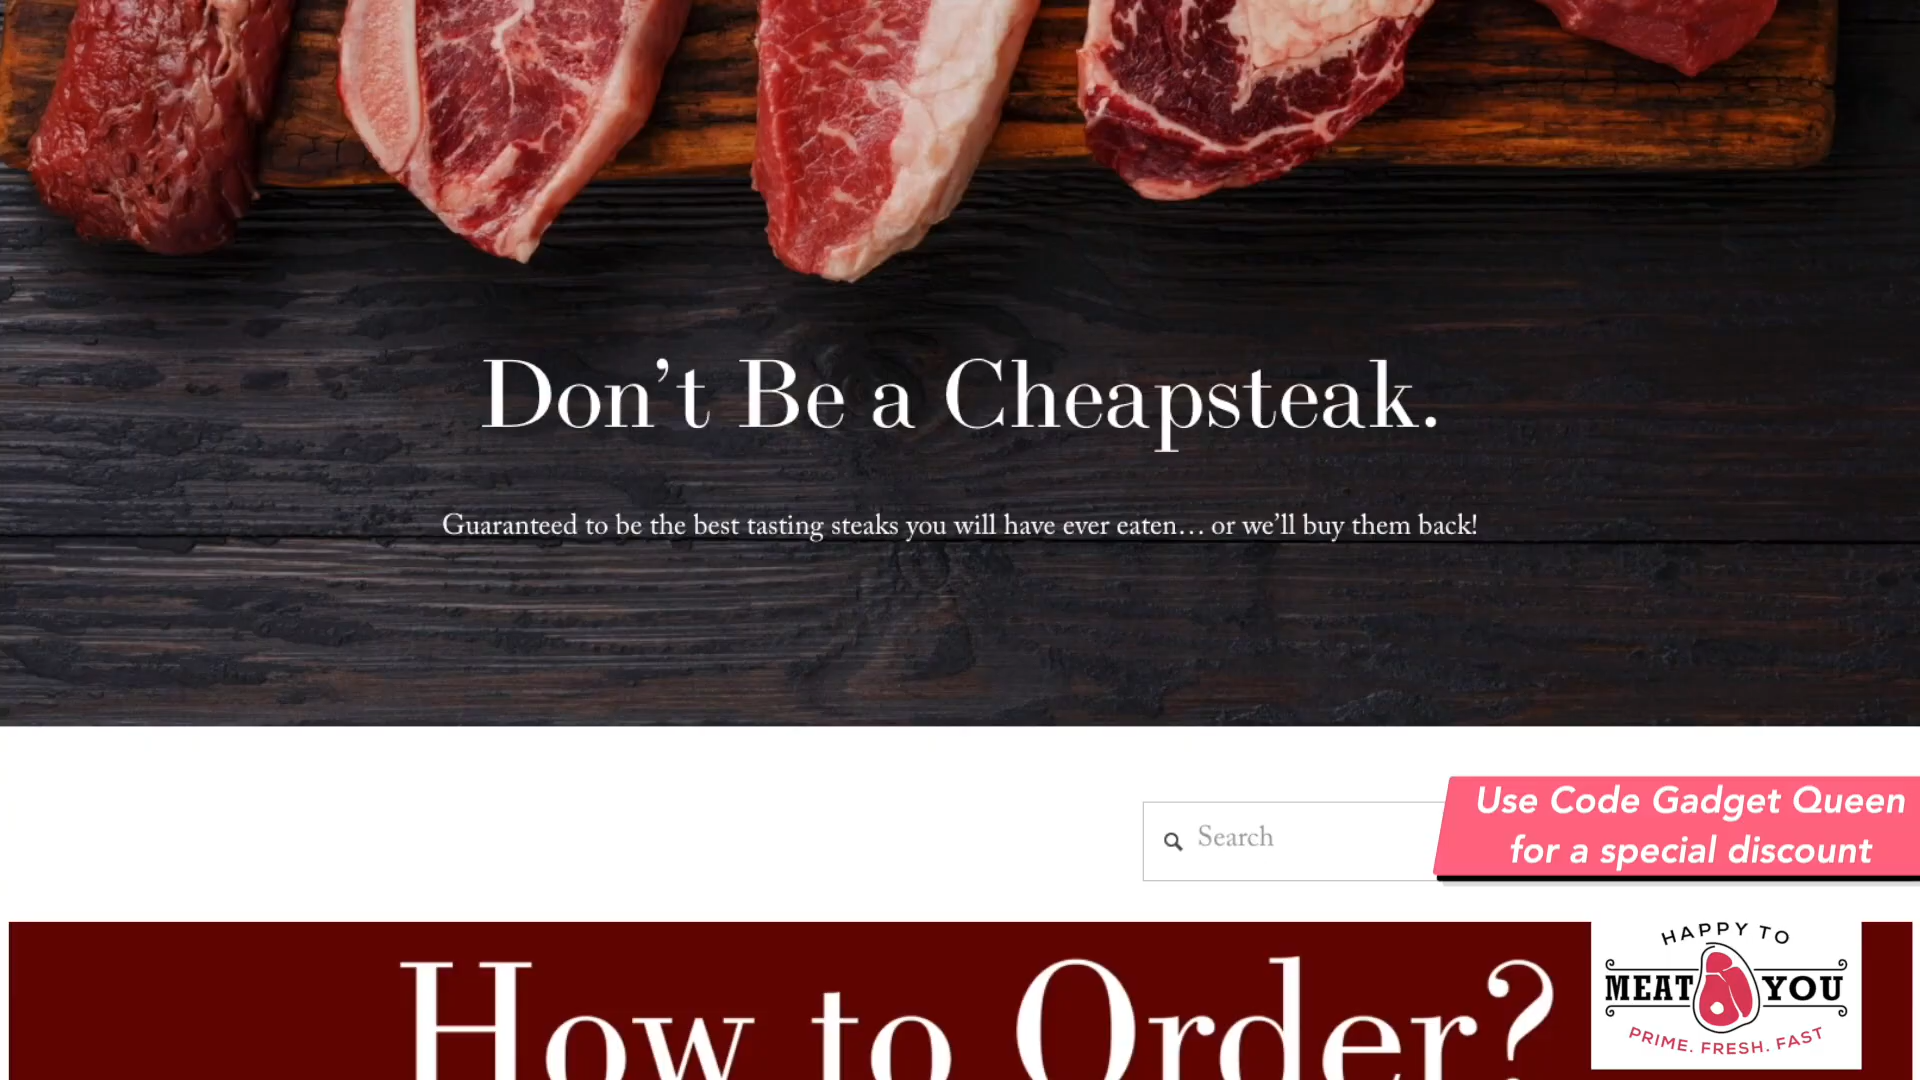 Don’t Be a Cheapsteak.
Guaranteed to be the best tasting steaks you will have ever eaten… or we’ll buy them back!
Search
Use Code Gadget Queen
for a special discount
How to Order?
HAPPY TO
MEAT YOU
PRIME. FRESH. FAST